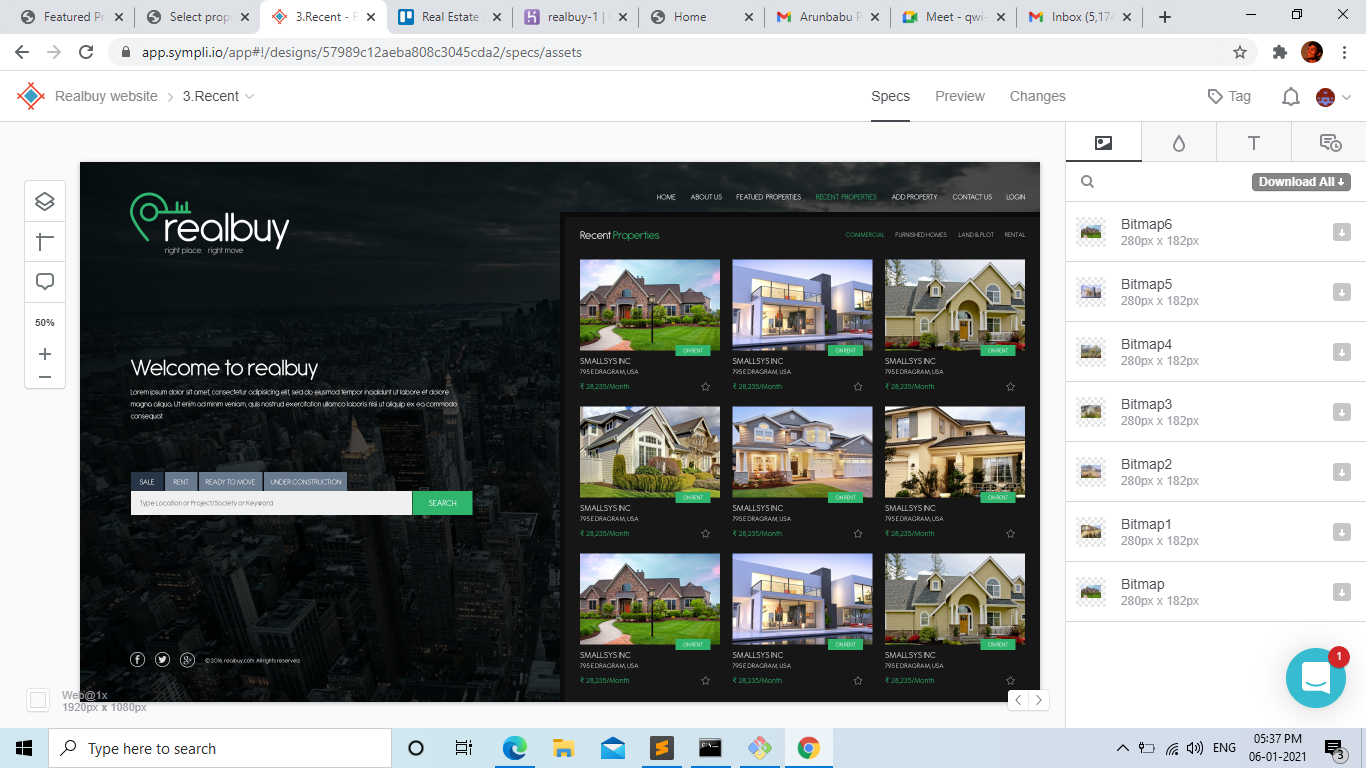 Featured Pr
Select prop
3.Recent - F
Real Estate
realbuy-1 |
Home
Arunbabu P
Meet - qwi-
Inbox (5,174
app.sympli.io/app#!/designs/57989c12aeba808c3045cda2/specs/assets
Realbuy website
3.Recent
Specs
Preview
Changes
Tag
Download All
Bitmap6
280px x 182px
Bitmap5
280px x 182px
Bitmap4
280px x 182px
Bitmap3
280px x 182px
Bitmap2
280px x 182px
Bitmap1
280px x 182px
Bitmap
280px x 182px
1
50%
realbuy
right place. right move
HOME
ABOUT US
FEATUED PROPERTIES
RECENT PROPERTIES
ADD PROPERTY
CONTACT US
LOGIN
Recent Properties
COMMERCIAL
FURNISHED HOMES
LAND & PLOT
RENTAL
Welcome to realbuy
Lorem ipsum dolor sit amet, consectetur adipisicing elit, sed do eiusmod tempor incididunt ut labore et dolore
magna aliqua. Ut enim ad minim veniam, quis nostrud exercitation ullamco laboris nisi ut aliquip ex ea commodo
consequat
SALE
RENT
READY TO MOVE
UNDER CONSTRUCTION
Type Location or Project/Society or Keyword
SEARCH
ON RENT
ON RENT
ON RENT
SMALLSYS INC
SMALLSYS INC
SMALLSYS INC
795 E DRAGRAM, USA
795 E DRAGRAM, USA
795 E DRAGRAM, USA
₹ 28,235/Month
₹ 28,235/Month
₹ 28,235/Month
ON RENT
ON RENT
ON RENT
SMALLSYS INC
SMALLSYS INC
SMALLSYS INC
795 E DRAGRAM, USA
795 E DRAGRAM, USA
795 E DRAGRAM, USA
₹ 28,235/Month
₹ 28,235/Month
₹ 28,235/Month
ON RENT
ON RENT
ON RENT
SMALLSYS INC
SMALLSYS INC
SMALLSYS INC
795 E DRAGRAM, USA
795 E DRAGRAM, USA
795 E DRAGRAM, USA
₹ 28,235/Month
₹ 28,235/Month
₹ 28,235/Month
© 2016. realbuy.com. All rights reserved.
Web@1x
1920px x 1080px
Type here to search
ENG
05:37 PM
06-01-2021
3